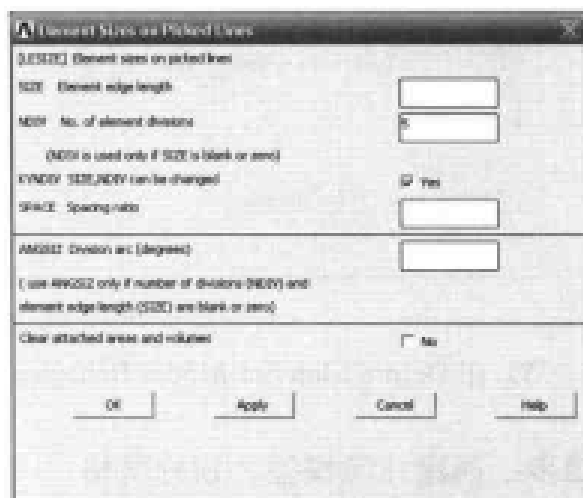 Element Sizes on Picked Lines
[LESIZE] Element sizes on picked lines
SIZE Element edge length
NDIV No. of element divisions
(NDIV is used only if SIZE is blank or zero)
KYNDIV SIZE,NDIV can be changed
Yes
SPACE Spacing ratio
ANGSIZ Division arc (degrees)
( use ANGSIZ only if number of divisions (NDIV) and
element edge length (SIZE) are blank or zero)
Clear attached areas and volumes
No
OK Apply Cancel Help